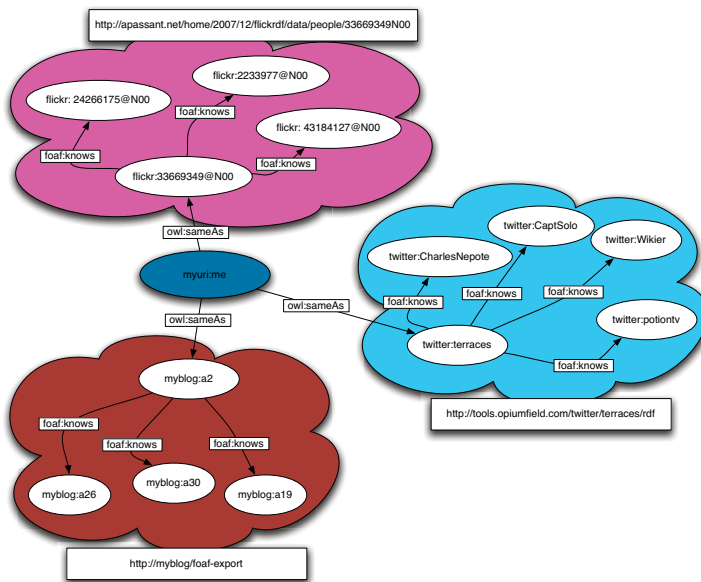 http://apassant.net/home/2007/12/flickrdf/data/people/33669349N00
flickr:2233977@N00
flickr: 24266175@N00
foaf:knows
flickr: 43184127@N00
foaf:knows
foaf:knows
flickr:33669349@N00
owl:sameAs
myuri:me
owl:sameAs
owl:sameAs
twitter:CaptSolo
twitter:Wikier
twitter:CharlesNepote
foaf:knows
foaf:knows
foaf:knows
twitter:potiontv
twitter:terraces
foaf:knows
http://tools.opiumfield.com/twitter/terraces/rdf
myblog:a2
foaf:knows
foaf:knows
foaf:knows
myblog:a26
myblog:a30
myblog:a19
http://myblog/foaf-export